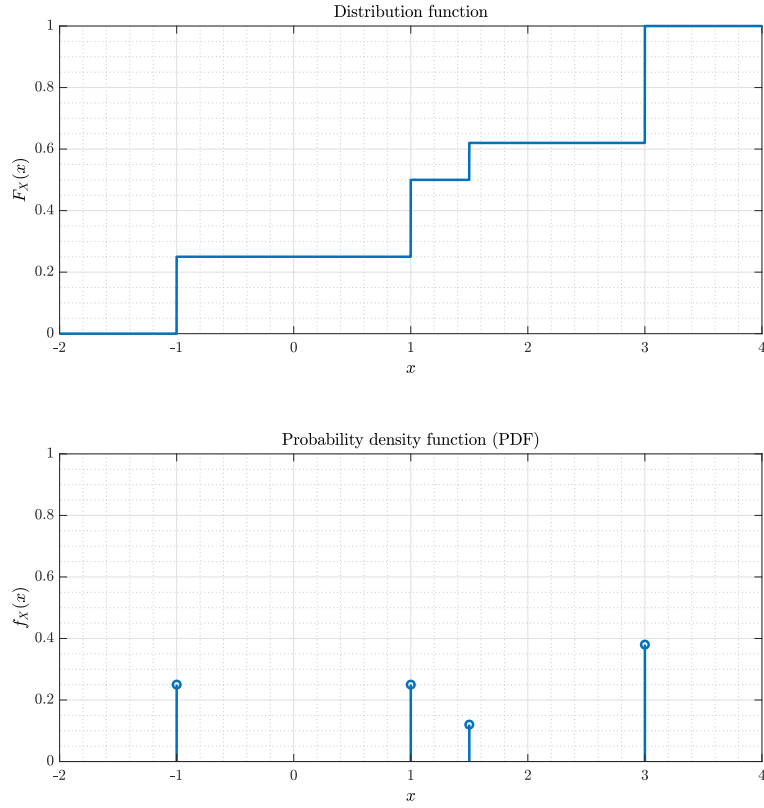 Distribution function
1
0.8
0.6
0.4
0.2
0
F_X(x)
-2 -1 0 1 2 3 4
x
Probability density function (PDF)
1
0.8
0.6
0.4
0.2
0
f_X(x)
-2 -1 0 1 2 3 4
x